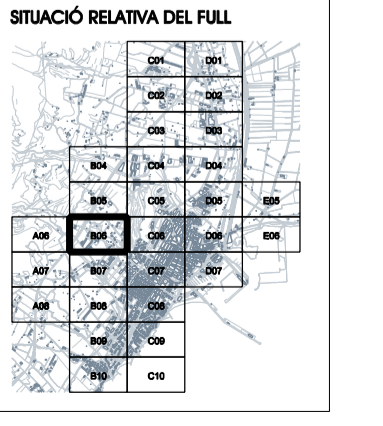 SITUACIÓ RELATIVA DEL FULL
C01 D01
C02 D02
C03 D03
B04 C04 D04
B05 C05 D05 E05
A06 B06 C06 D06 E06
A07 B07 C07 D07
A08 B08 C08
B09 C09
B10 C10